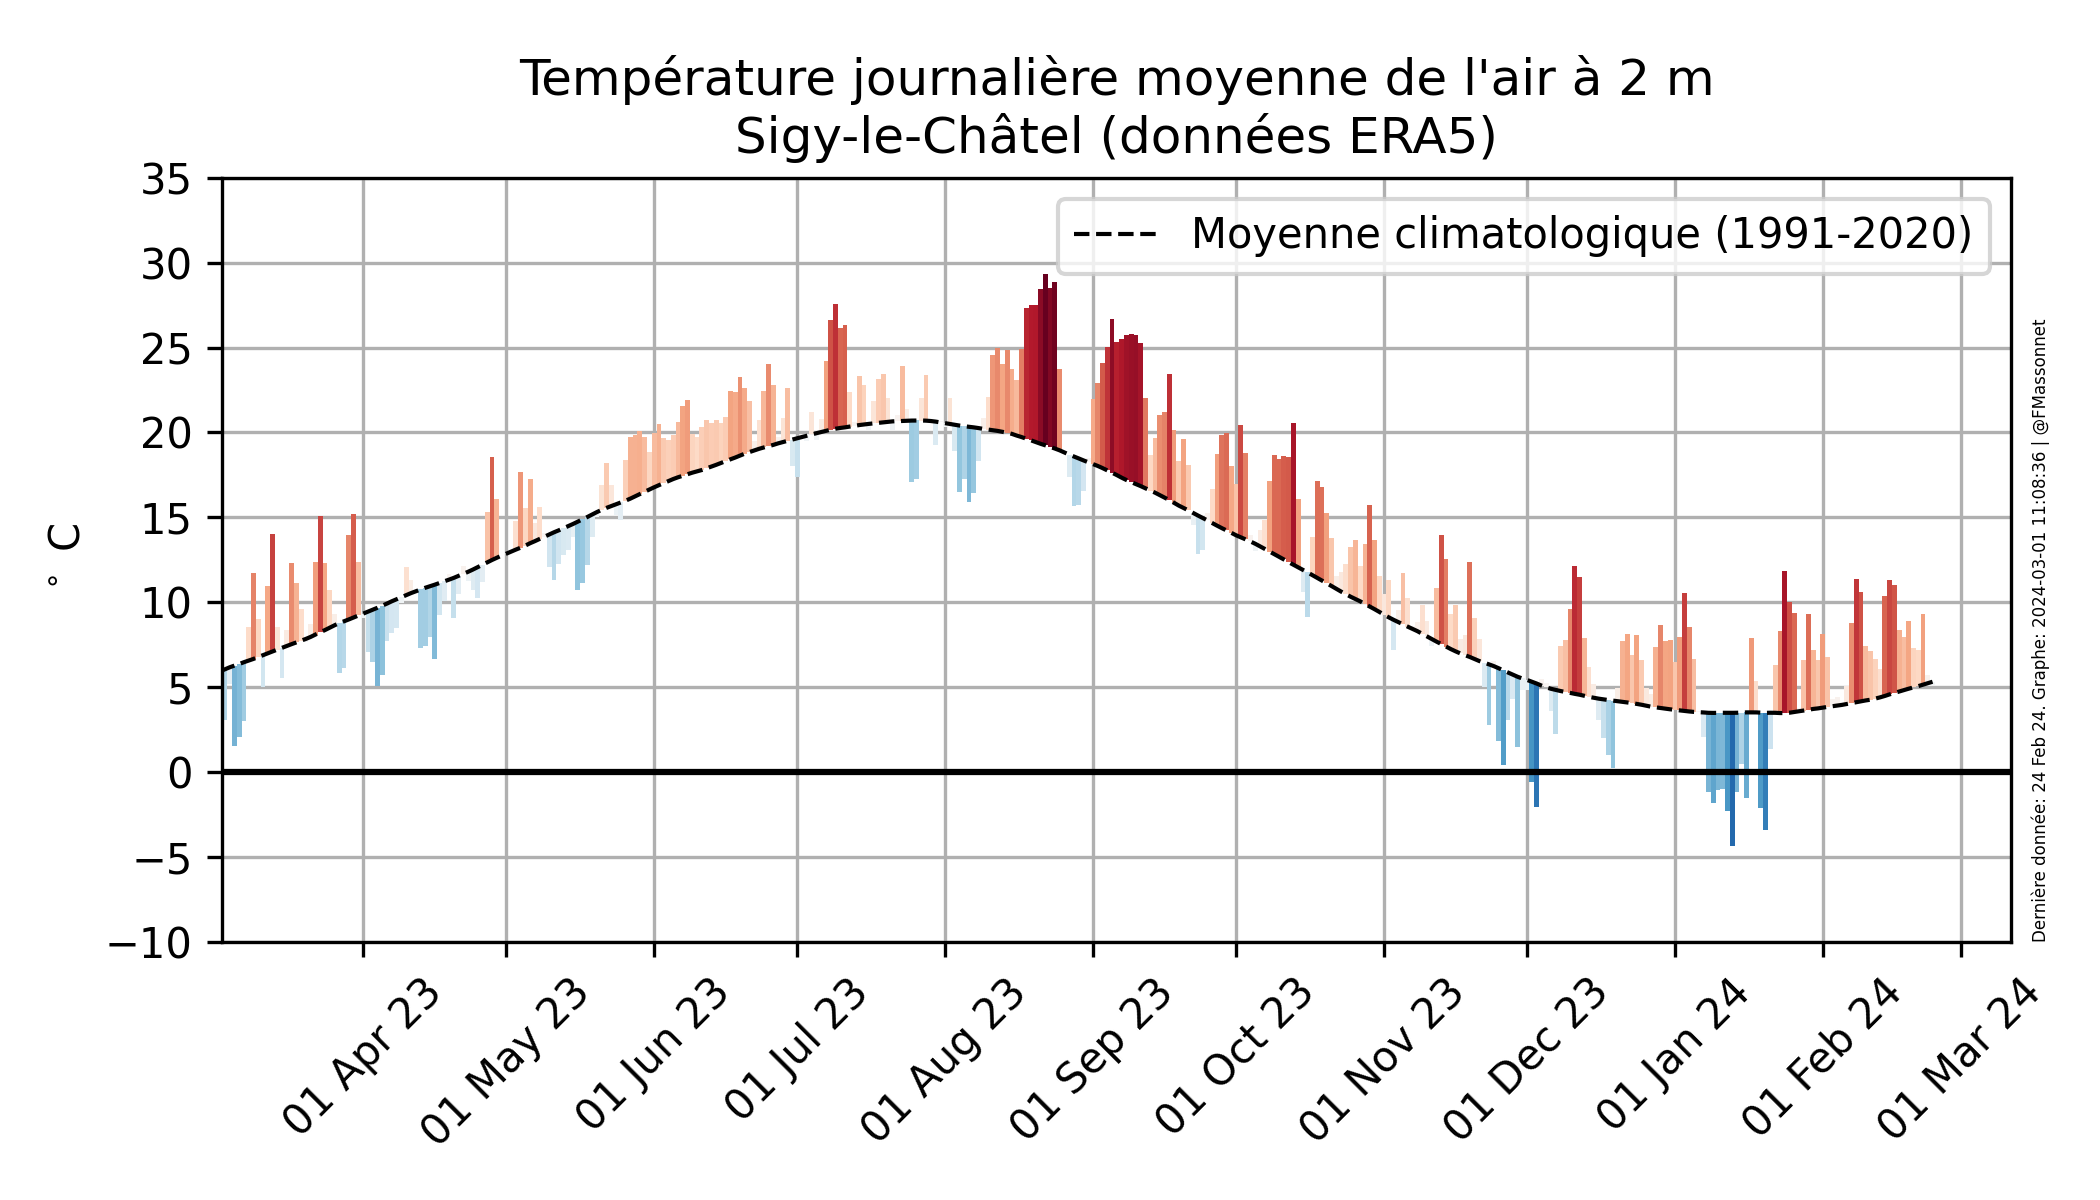 Température journalière moyenne de l'air à 2 m
Sigy-le-Châtel (données ERA5)
35
30
25
20
15
10
5
0
−5
−10
° C
Moyenne climatologique (1991-2020)
01 Apr 23
01 May 23
01 Jun 23
01 Jul 23
01 Aug 23
01 Sep 23
01 Oct 23
01 Nov 23
01 Dec 23
01 Jan 24
01 Feb 24
01 Mar 24
Dernière donnée: 24 Feb 24. Graphe: 2024-03-01 11:08:36 | @FMassonnet